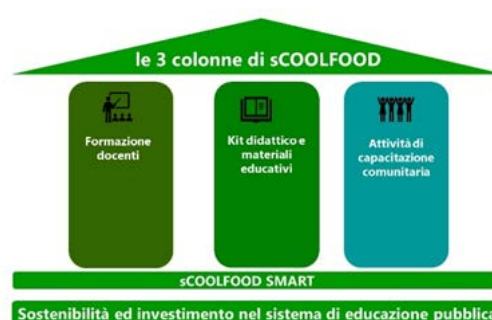 le 3 colonne di sCOOLFOOD
Formazione
docenti
Kit didattico e
materiali
educativi
Attività di
capacitazione
comunitaria
sCOOLFOOD SMART
Sostenibilità ed investimento nel sistema di educazione pubblica